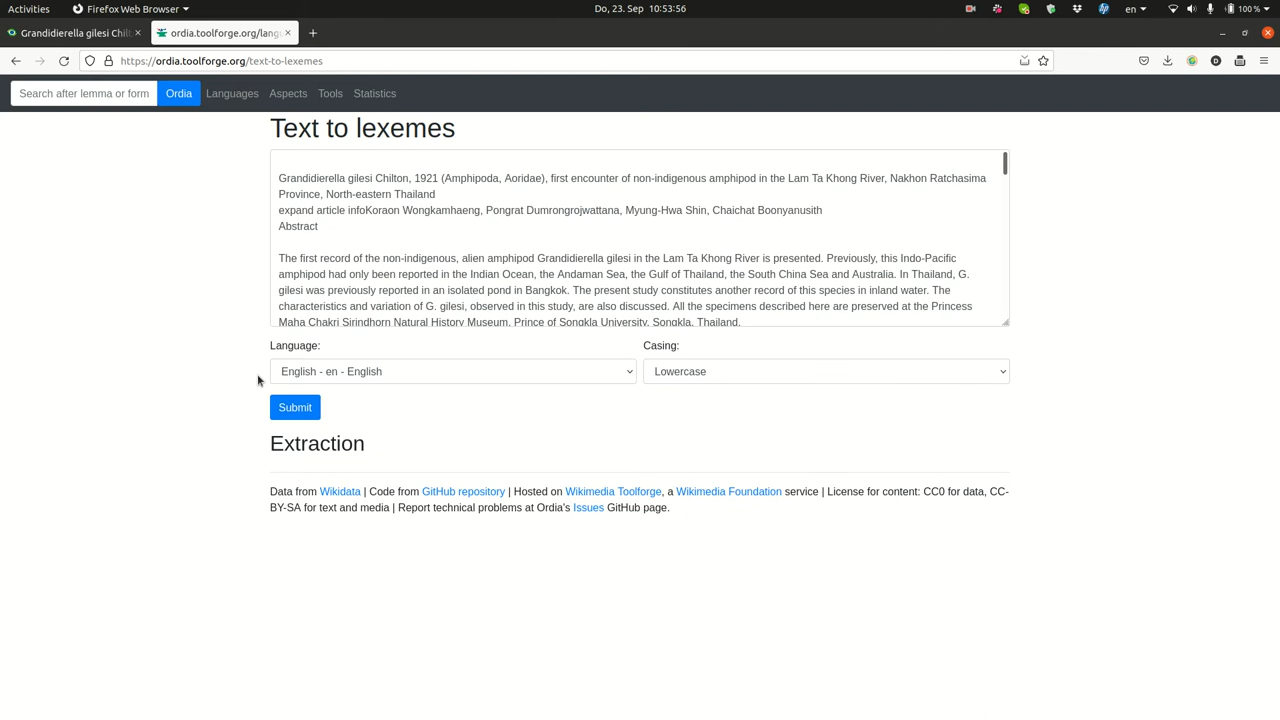 Activities Firefox Web Browser Do, 23. Sep 10:53:56 en 100 %
Grandidierella gilesi Chil ordia.toolforge.org/lang
https://ordia.toolforge.org/text-to-lexemes
Search after lemma or form Ordia Languages Aspects Tools Statistics
Text to lexemes
Grandidierella gilesi Chilton, 1921 (Amphipoda, Aoridae), first encounter of non-indigenous amphipod in the Lam Ta Khong River, Nakhon Ratchasima
Province, North-eastern Thailand
expand article infoKoraon Wongkamhaeng, Pongrat Dumrongrojwattana, Myung-Hwa Shin, Chaichat Boonyanusith
Abstract
The first record of the non-indigenous, alien amphipod Grandidierella gilesi in the Lam Ta Khong River is presented. Previously, this Indo-Pacific
amphipod had only been reported in the Indian Ocean, the Andaman Sea, the Gulf of Thailand, the South China Sea and Australia. In Thailand, G.
gilesi was previously reported in an isolated pond in Bangkok. The present study constitutes another record of this species in inland water. The
characteristics and variation of G. gilesi, observed in this study, are also discussed. All the specimens described here are preserved at the Princess
Maha Chakri Sirindhorn Natural History Museum, Prince of Songkla University, Songkla, Thailand.
Language: Casing:
English - en - English Lowercase
Submit
Extraction
Data from Wikidata | Code from GitHub repository | Hosted on Wikimedia Toolforge, a Wikimedia Foundation service | License for content: CC0 for data, CC-
BY-SA for text and media | Report technical problems at Ordia's Issues GitHub page.